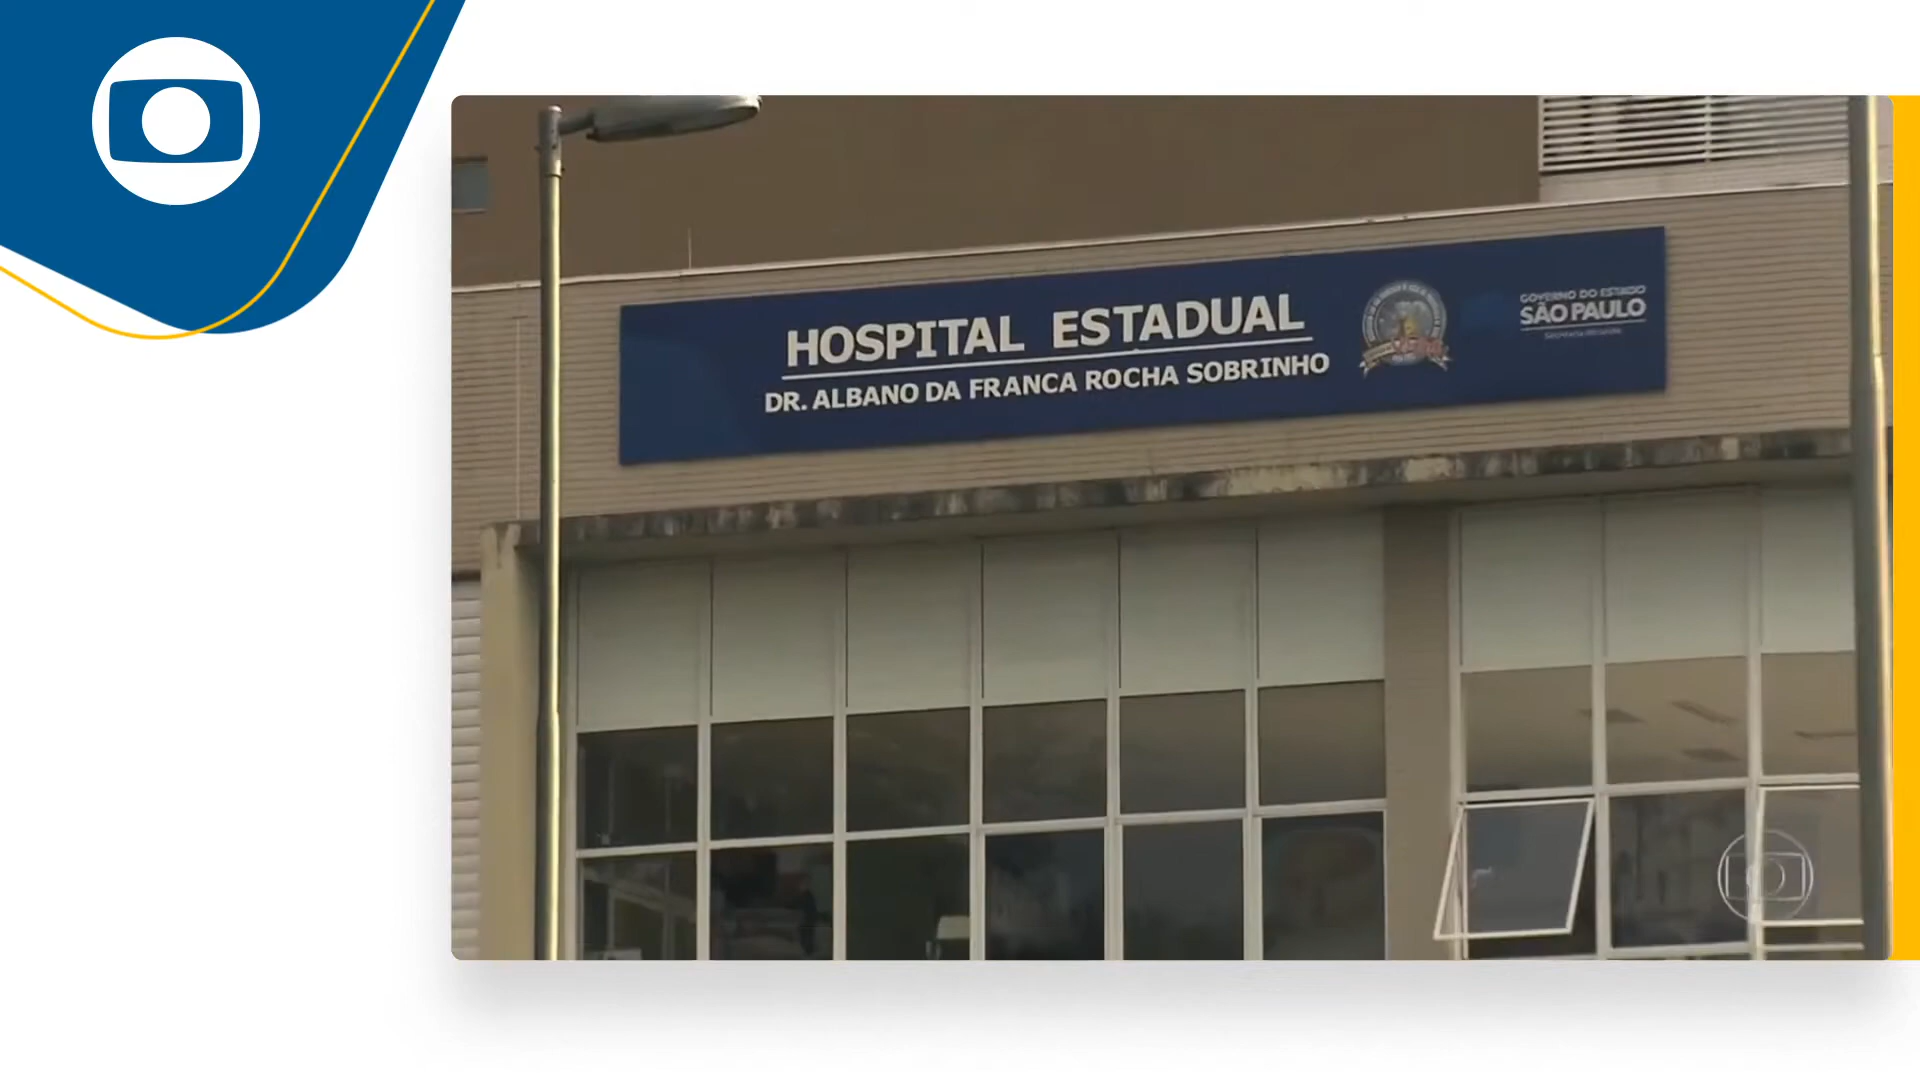 HOSPITAL ESTADUAL
DR. ALBANO DA FRANCA ROCHA SOBRINHO
GOVERNO DO ESTADO
SÃO PAULO